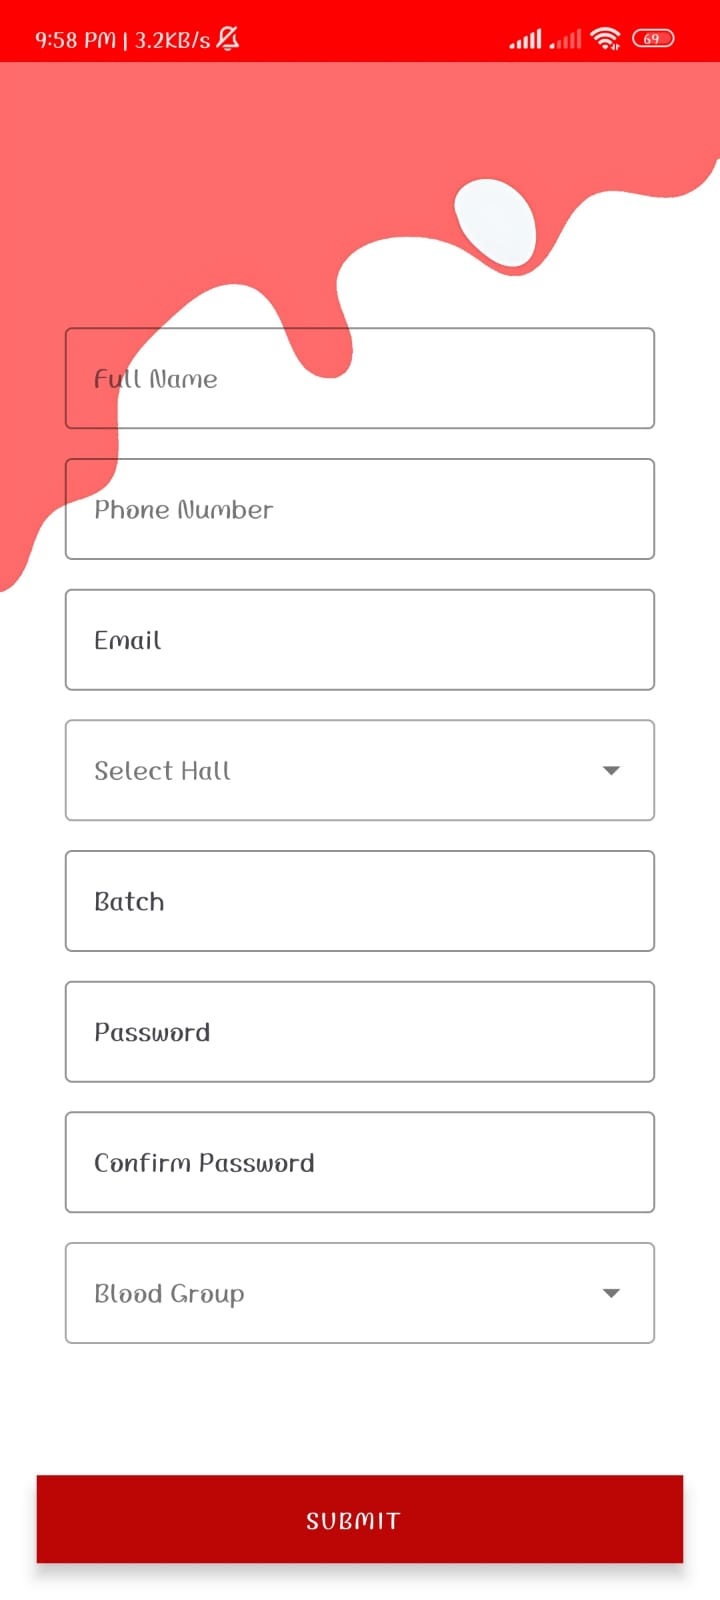 9:58 PM | 3.2KB/s 69
Full Name
Phone Number
Email
Select Hall
Batch
Password
Confirm Password
Blood Group
SUBMIT